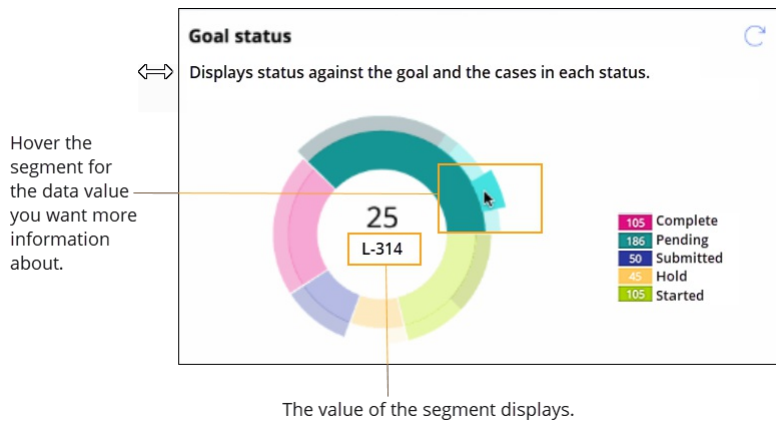 Goal status
Displays status against the goal and the cases in each status.
Hover the
segment for
the data value
you want more
information
about.
25
L-314
105 Complete
186 Pending
50 Submitted
45 Hold
105 Started
The value of the segment displays.